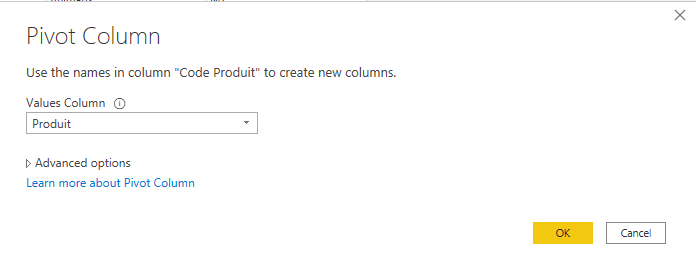 Pivot Column
Use the names in column "Code Produit" to create new columns.
Values Column
Produit
Advanced options
Learn more about Pivot Column
OK
Cancel